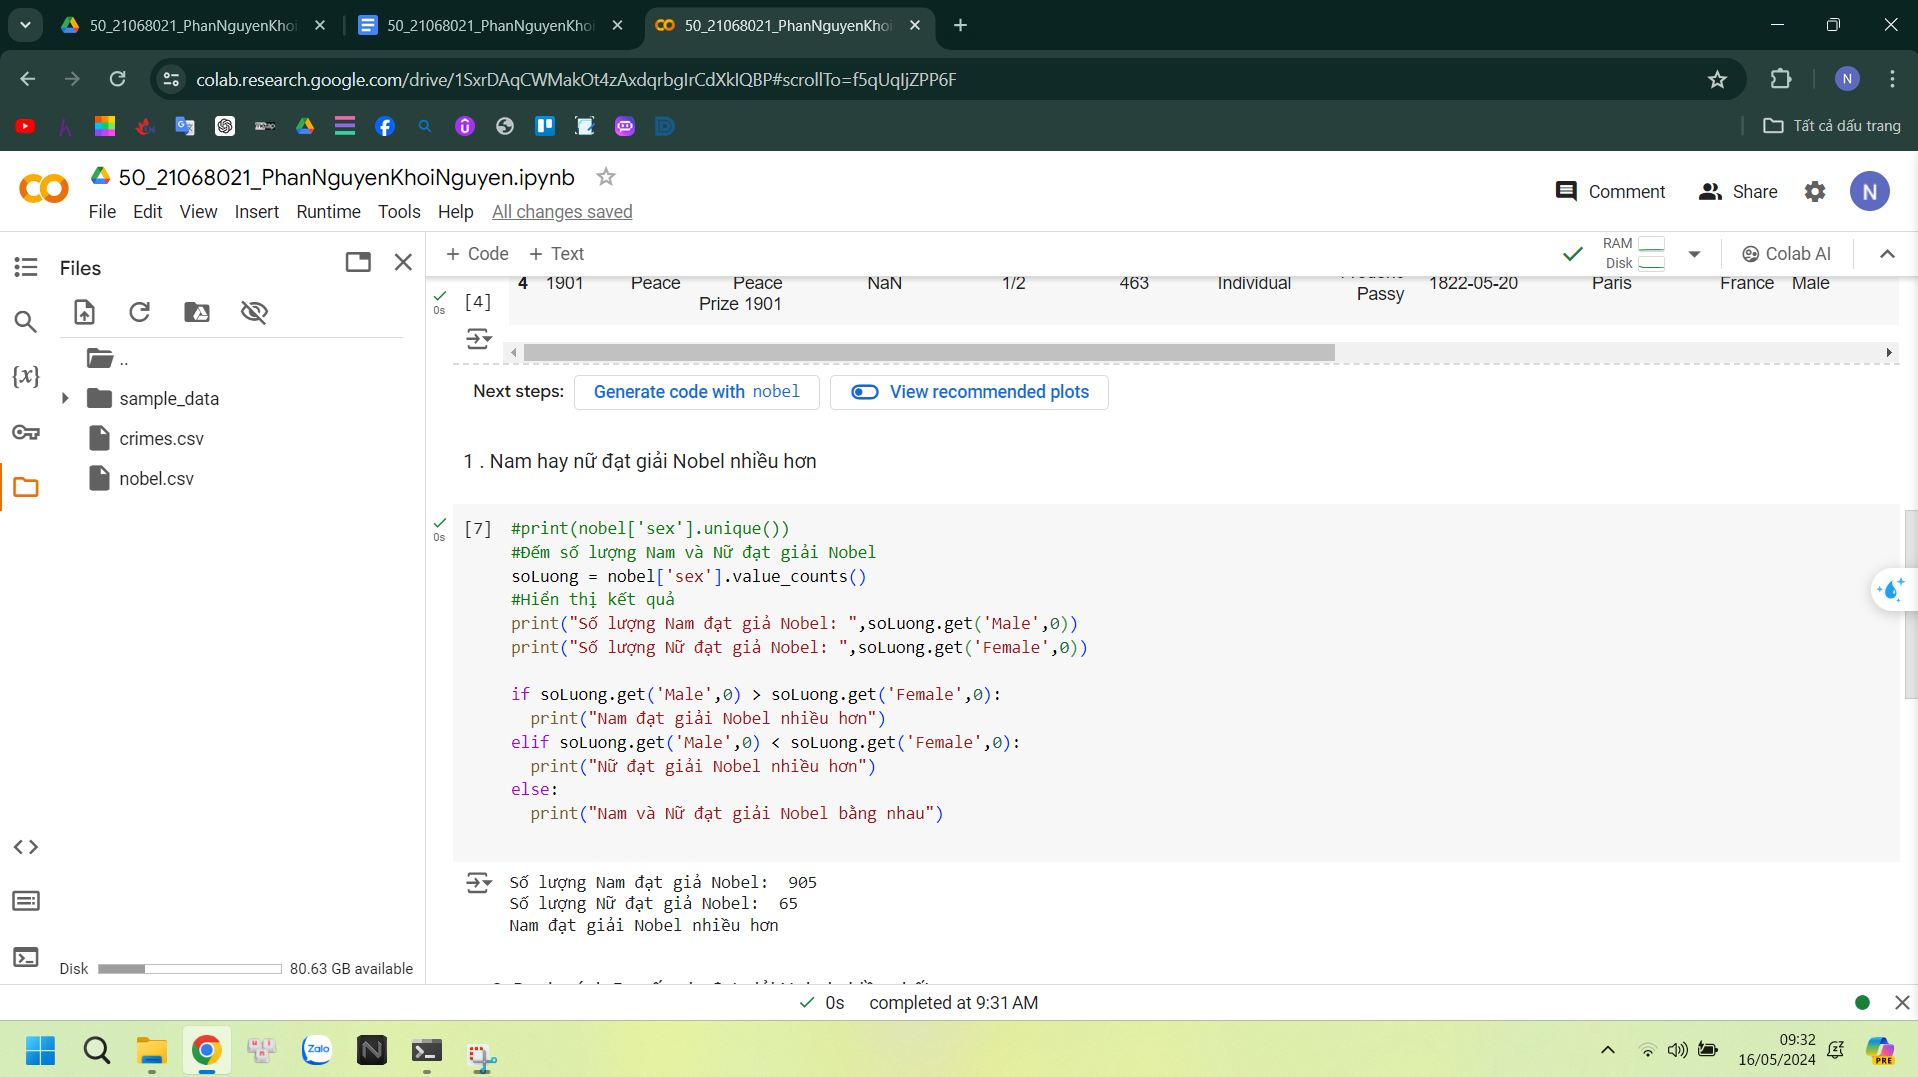 50_21068021_PhanNguyenKhoi
50_21068021_PhanNguyenKhoi
50_21068021_PhanNguyenKhoi
colab.research.google.com/drive/1SxrDAqCWMakOt4zAxdqrbgIrCdXkIQBP#scrollTo=f5qUqIjZPP6F
N
Tất cả dấu trang
50_21068021_PhanNguyenKhoiNguyen.ipynb
Comment
Share
N
File Edit View Insert Runtime Tools Help All changes saved
Files
+ Code + Text
RAM
Disk
Colab AI
..
sample_data
crimes.csv
nobel.csv
Disk 80.63 GB available
0s
[4]
4 1901 Peace Peace NaN 1/2 463 Individual 1822-05-20 Paris France Male
Prize 1901 Passy
Next steps: Generate code with nobel View recommended plots
1 . Nam hay nữ đạt giải Nobel nhiều hơn
0s
[7] #print(nobel['sex'].unique())
#Đếm số lượng Nam và Nữ đạt giải Nobel
soLuong = nobel['sex'].value_counts()
#Hiển thị kết quả
print("Số lượng Nam đạt giả Nobel: ",soLuong.get('Male',0))
print("Số lượng Nữ đạt giả Nobel: ",soLuong.get('Female',0))
if soLuong.get('Male',0) > soLuong.get('Female',0):
print("Nam đạt giải Nobel nhiều hơn")
elif soLuong.get('Male',0) < soLuong.get('Female',0):
print("Nữ đạt giải Nobel nhiều hơn")
else:
print("Nam và Nữ đạt giải Nobel bằng nhau")
Số lượng Nam đạt giả Nobel:  905
Số lượng Nữ đạt giả Nobel:  65
Nam đạt giải Nobel nhiều hơn
0s completed at 9:31 AM
Zalo
N
09:32
16/05/2024
PRE